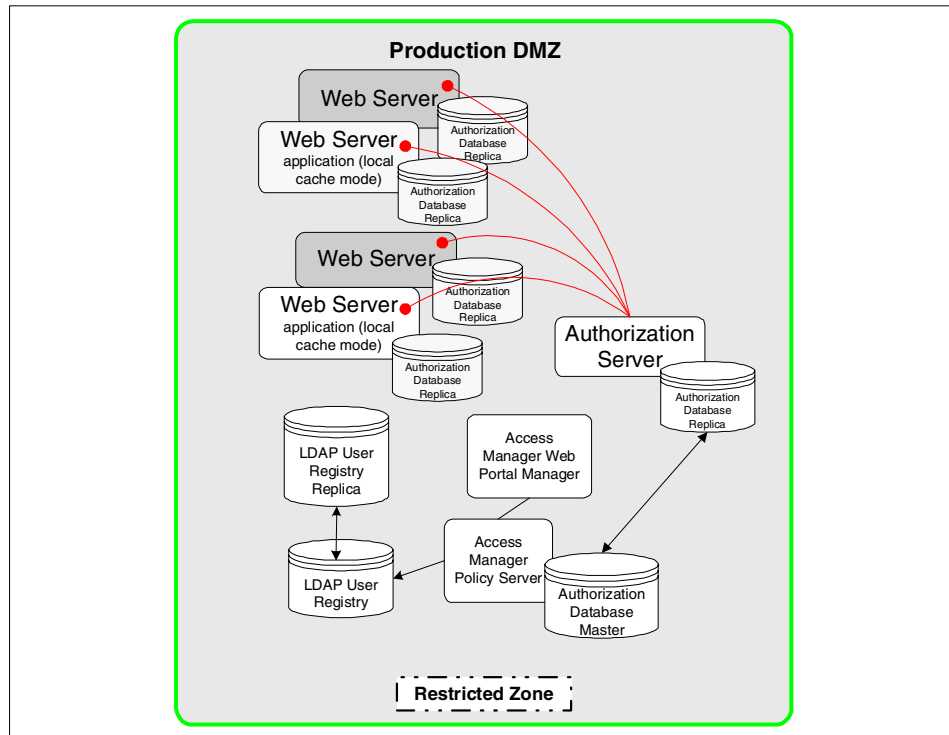 Production DMZ
Web Server
Authorization
Database
Replica
Web Server
application (local
cache mode)
Authorization
Database
Replica
Web Server
Authorization
Database
Replica
Web Server
application (local
cache mode)
Authorization
Database
Replica
Authorization
Server
Authorization
Database
Replica
LDAP User
Registry
Replica
Access
Manager Web
Portal Manager
LDAP User
Registry
Access
Manager
Policy Server
Authorization
Database
Master
Restricted Zone